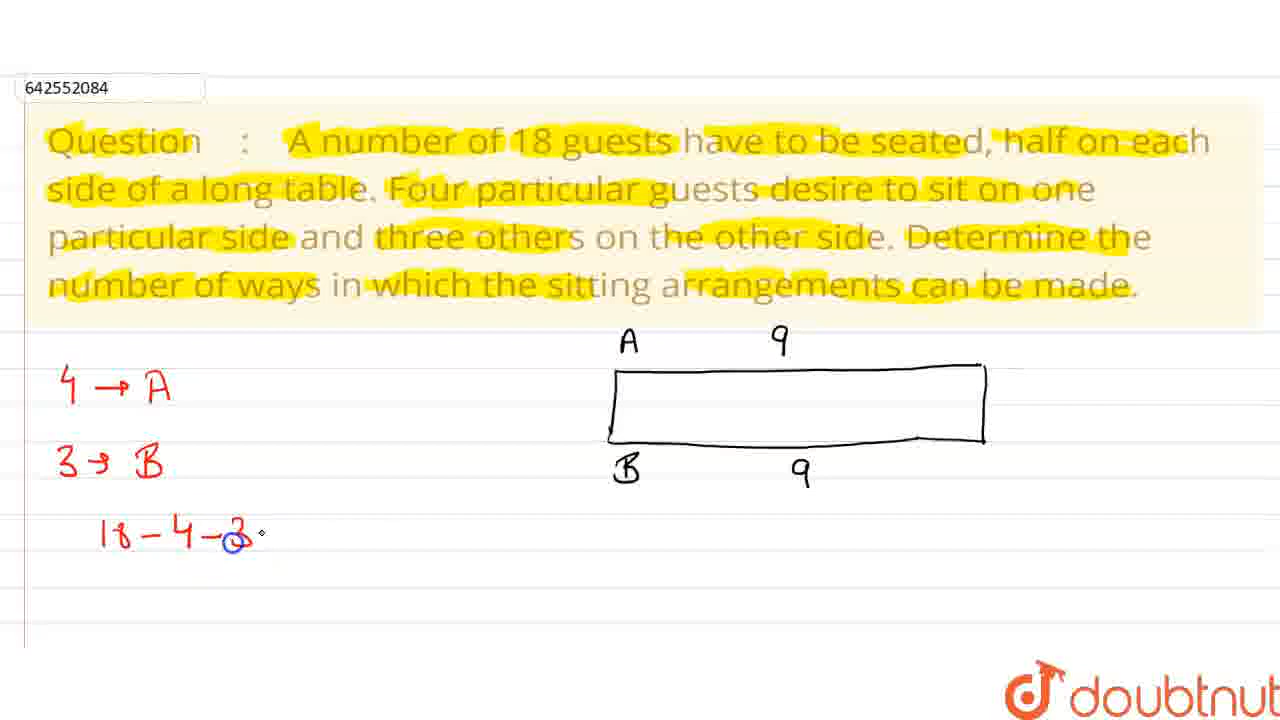 642552084
Question : A number of 18 guests have to be seated, half on each
side of a long table. Four particular guests desire to sit on one
particular side and three others on the other side. Determine the
number of ways in which the sitting arrangements can be made.
A 9
4 → A
B 9
3 → B
18 - 4 - 3
doubtnut